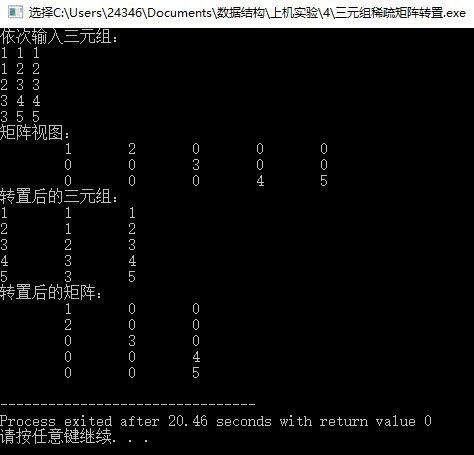 选择C:\Users\24346\Documents\数据结构\上机实验\4\三元组稀疏矩阵转置.exe
依次输入三元组：
1 1 1
1 2 2
2 3 3
3 4 4
3 5 5
矩阵视图：
1 2 0 0 0
0 0 3 0 0
0 0 0 4 5
转置后的三元组：
1 1 1
2 1 2
3 2 3
4 3 4
5 3 5
转置后的矩阵：
1 0 0
2 0 0
0 3 0
0 0 4
0 0 5
--------------------------------
Process exited after 20.46 seconds with return value 0
请按任意键继续. . .